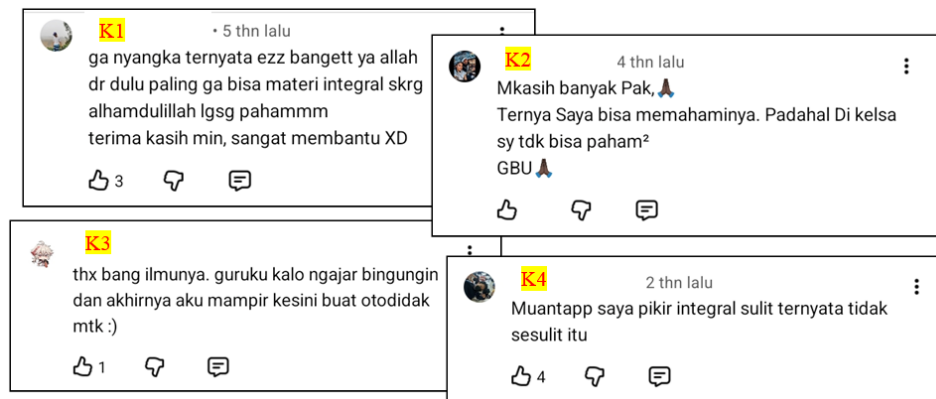 K1
• 5 thn lalu
ga nyangka ternyata ezz bangett ya allah
dr dulu paling ga bisa materi integral skrg
alhamdulillah lgsg pahammm
terima kasih min, sangat membantu XD
3
K2
4 thn lalu
Mkasih banyak Pak,🙏🏿
Ternya Saya bisa memahaminya. Padahal Di kelsa
sy tdk bisa paham²
GBU🙏🏿
K3
thx bang ilmunya. guruku kalo ngajar bingungin
dan akhirnya aku mampir kesini buat otodidak
mtk :)
1
K4
2 thn lalu
Muantapp saya pikir integral sulit ternyata tidak
sesulit itu
4